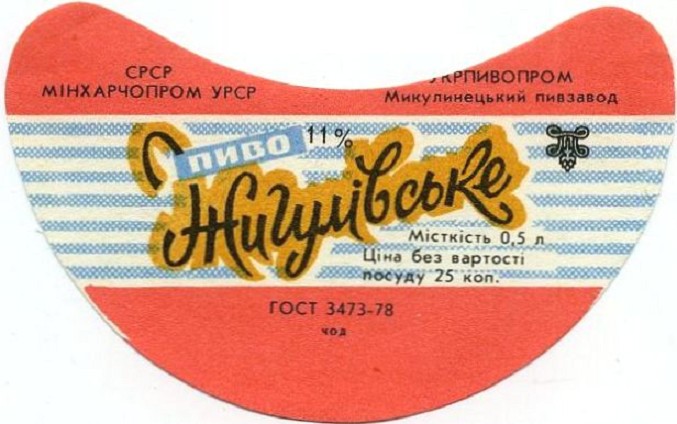 СРСР
МІНХАРЧОПРОМ УРСР
УКРПИВОПРОМ
Микулинецький пивзавод
ПИВО 11%
Жигулівське
Місткість 0,5 л
Ціна без вартості
посуду 25 коп.
ГОСТ 3473-78
ЧОД